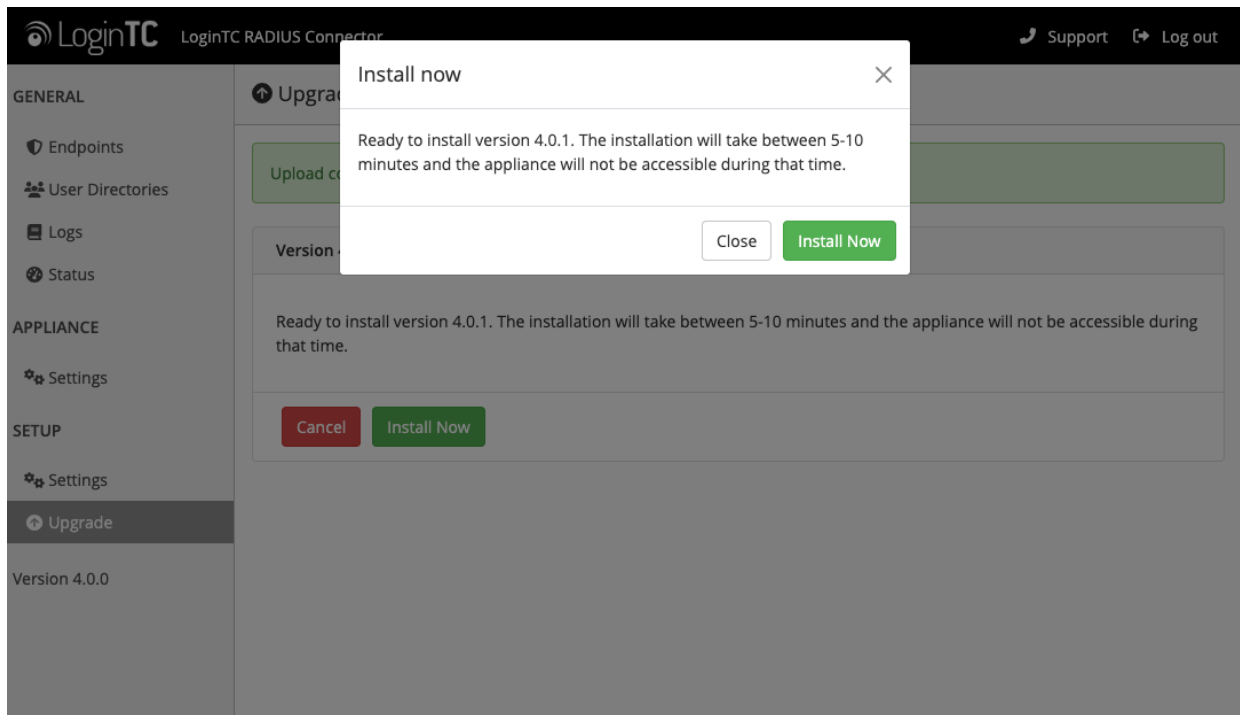 LoginTC LoginTC RADIUS Connector Support Log out
Install now
GENERAL
Endpoints
User Directories
Logs
Status
APPLIANCE
Settings
SETUP
Settings
Upgrade
Version 4.0.0
Ready to install version 4.0.1. The installation will take between 5-10
minutes and the appliance will not be accessible during that time.
Close Install Now
Upload
Version
Ready to install version 4.0.1. The installation will take between 5-10 minutes and the appliance will not be accessible during
that time.
Cancel Install Now